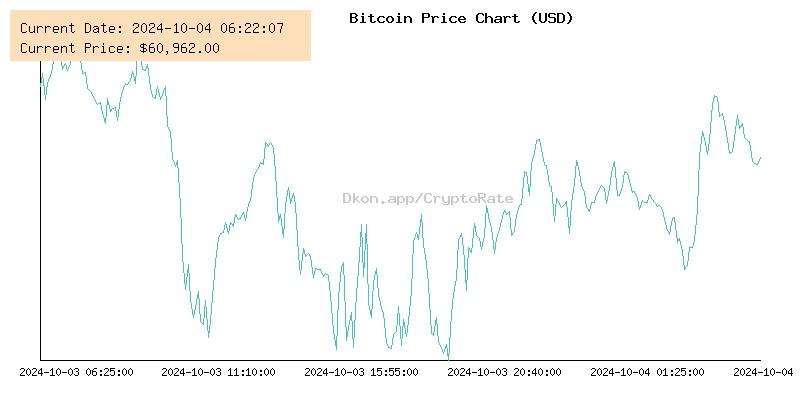 Bitcoin Price Chart (USD)
Current Date: 2024-10-04 06:22:07
Current Price: $60,962.00
Dkon.app/CryptoRate
2024-10-03 06:25:00 2024-10-03 11:10:00 2024-10-03 15:55:00 2024-10-03 20:40:00 2024-10-04 01:25:00 2024-10-04